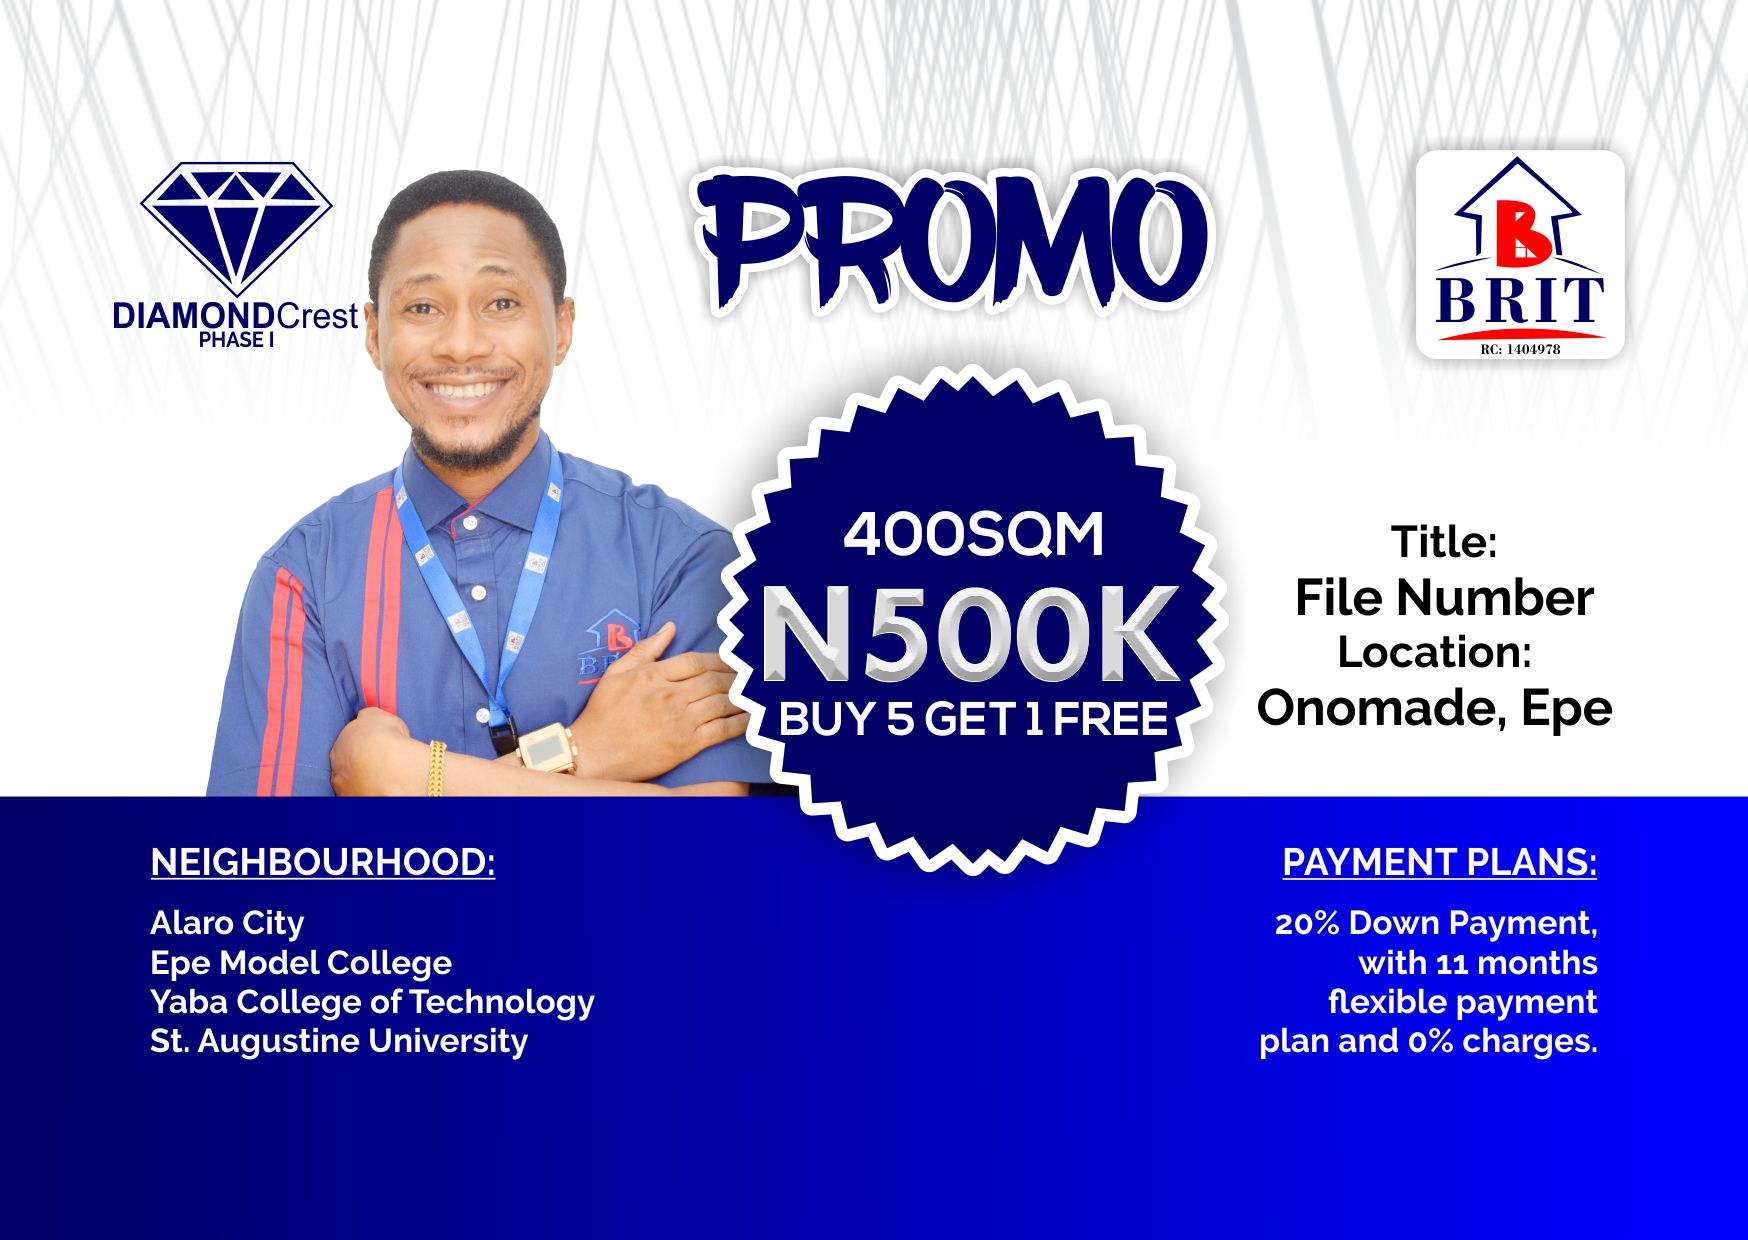 DIAMONDCrest
PHASE I
PROMO
B
BRIT
RC: 1404978
400SQM
N500K
BUY 5 GET 1 FREE
Title:
File Number
Location:
Onomade, Epe
B
NEIGHBOURHOOD:
Alaro City
Epe Model College
Yaba College of Technology
St. Augustine University
PAYMENT PLANS:
20% Down Payment,
with 11 months
flexible payment
plan and 0% charges.